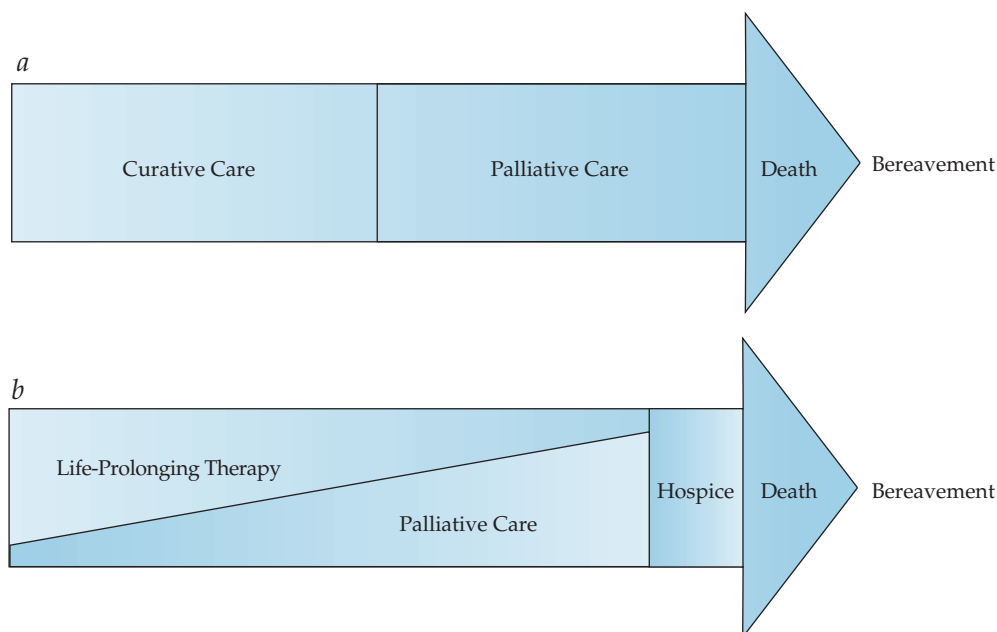 a
Curative Care
Palliative Care
Death
Bereavement
b
Life-Prolonging Therapy
Palliative Care
Hospice
Death
Bereavement